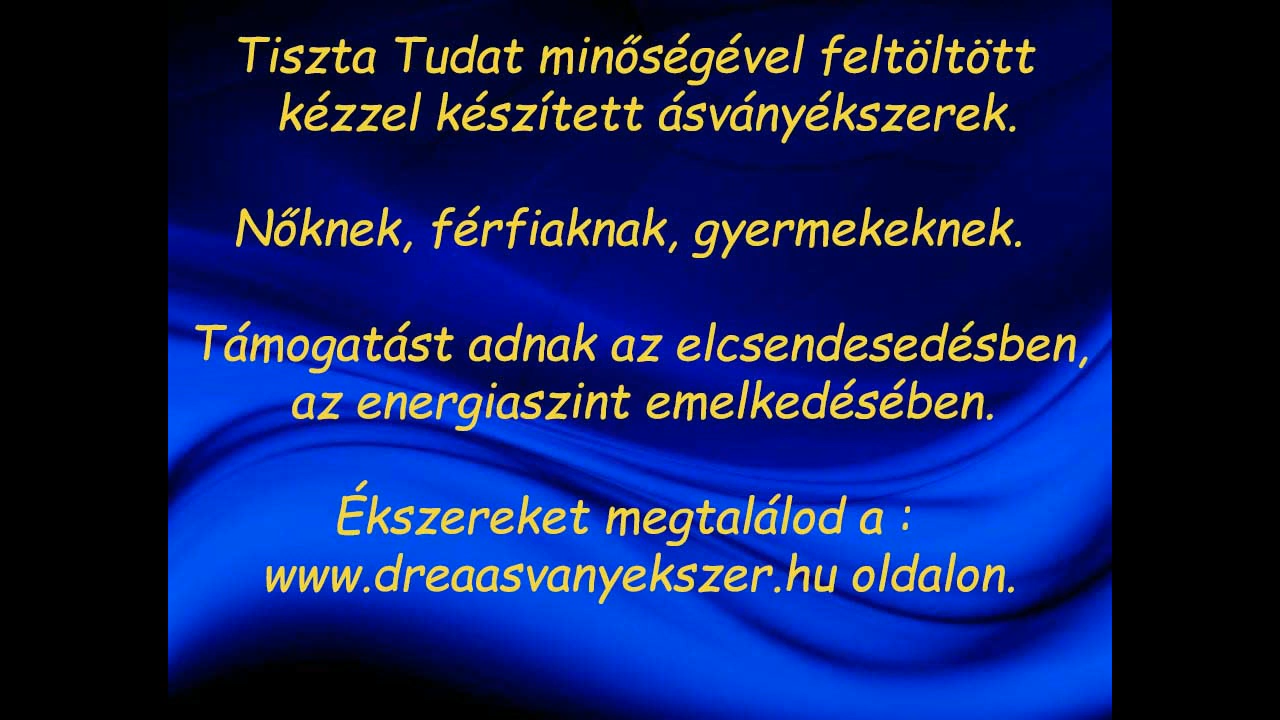 Tiszta Tudat minőségével feltöltött
kézzel készített ásványékszerek.
Nőknek, férfiaknak, gyermekeknek.
Támogatást adnak az elcsendesedésben,
az energiaszint emelkedésében.
Ékszereket megtalálod a :
www.dreaasvanyekszer.hu oldalon.